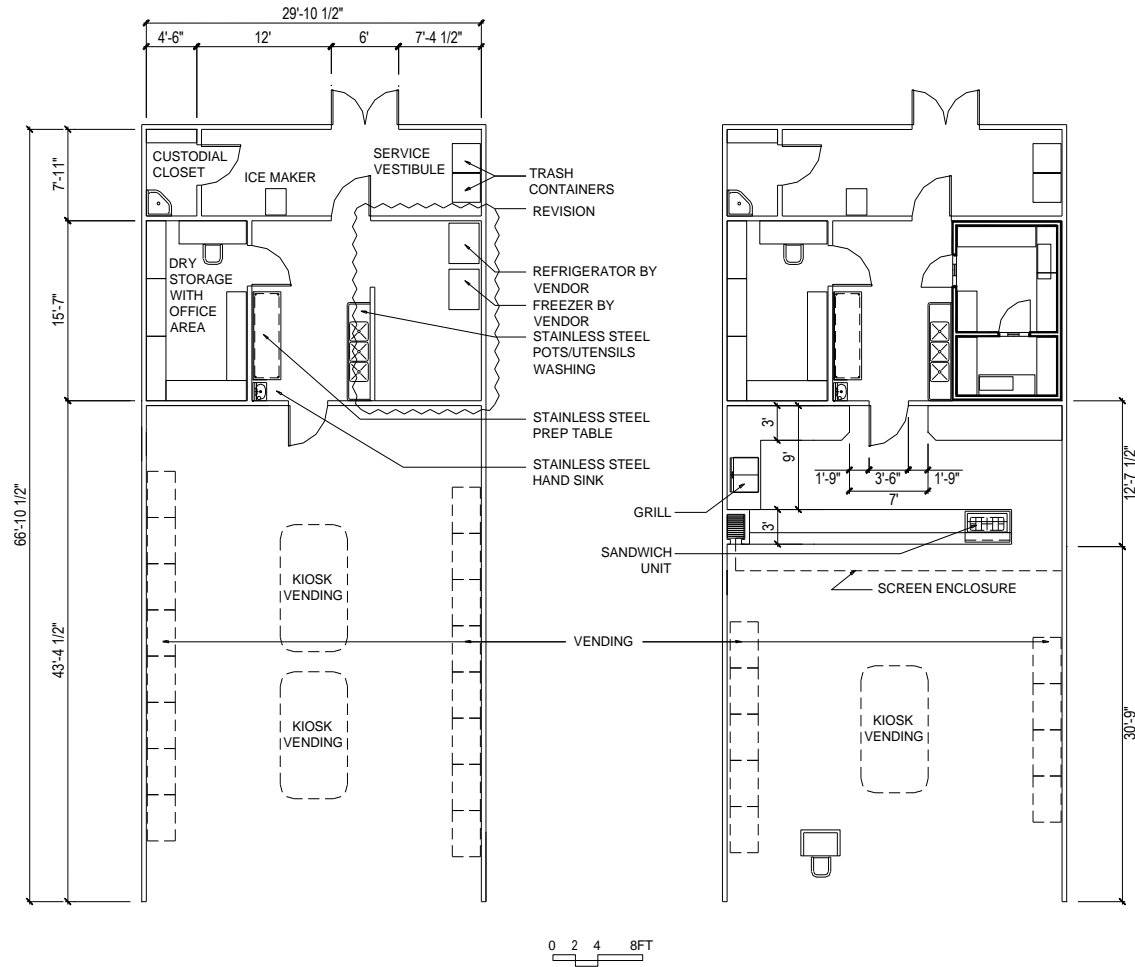 29'-10 1/2"
4'-6"
12'
6'
7'-4 1/2"
66'-10 1/2"
7'-11"
15'-7"
43'-4 1/2"
CUSTODIAL
CLOSET
ICE MAKER
SERVICE
VESTIBULE
TRASH
CONTAINERS
REVISION
DRY
STORAGE
WITH
OFFICE
AREA
REFRIGERATOR BY
VENDOR
FREEZER BY
VENDOR
STAINLESS STEEL
POTS/UTENSILS
WASHING
STAINLESS STEEL
PREP TABLE
STAINLESS STEEL
HAND SINK
GRILL
SANDWICH
UNIT
SCREEN ENCLOSURE
VENDING
KIOSK
VENDING
KIOSK
VENDING
KIOSK
VENDING
3'
9'
3'
1'-9"
3'-6"
1'-9"
7'
12'-7 1/2"
30'-9"
0 2 4 8FT